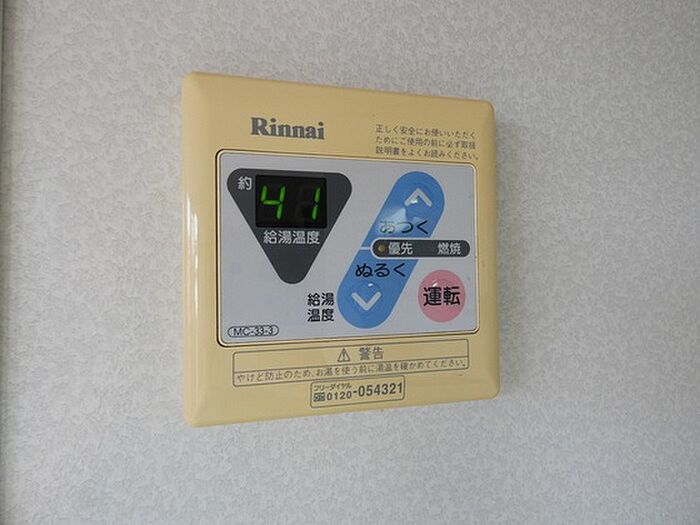 Rinnai
正しく安全にお使いいただく
ためにご使用の前に必ず取扱
説明書をよくお読みください。
約
41
給湯温度
あつく
優先 燃焼
ぬるく
給湯
温度
運転
MC-33-3
⚠ 警告
やけど防止のため、お湯を使う前に湯温を確かめてください。
フリーダイヤル
0120-054321